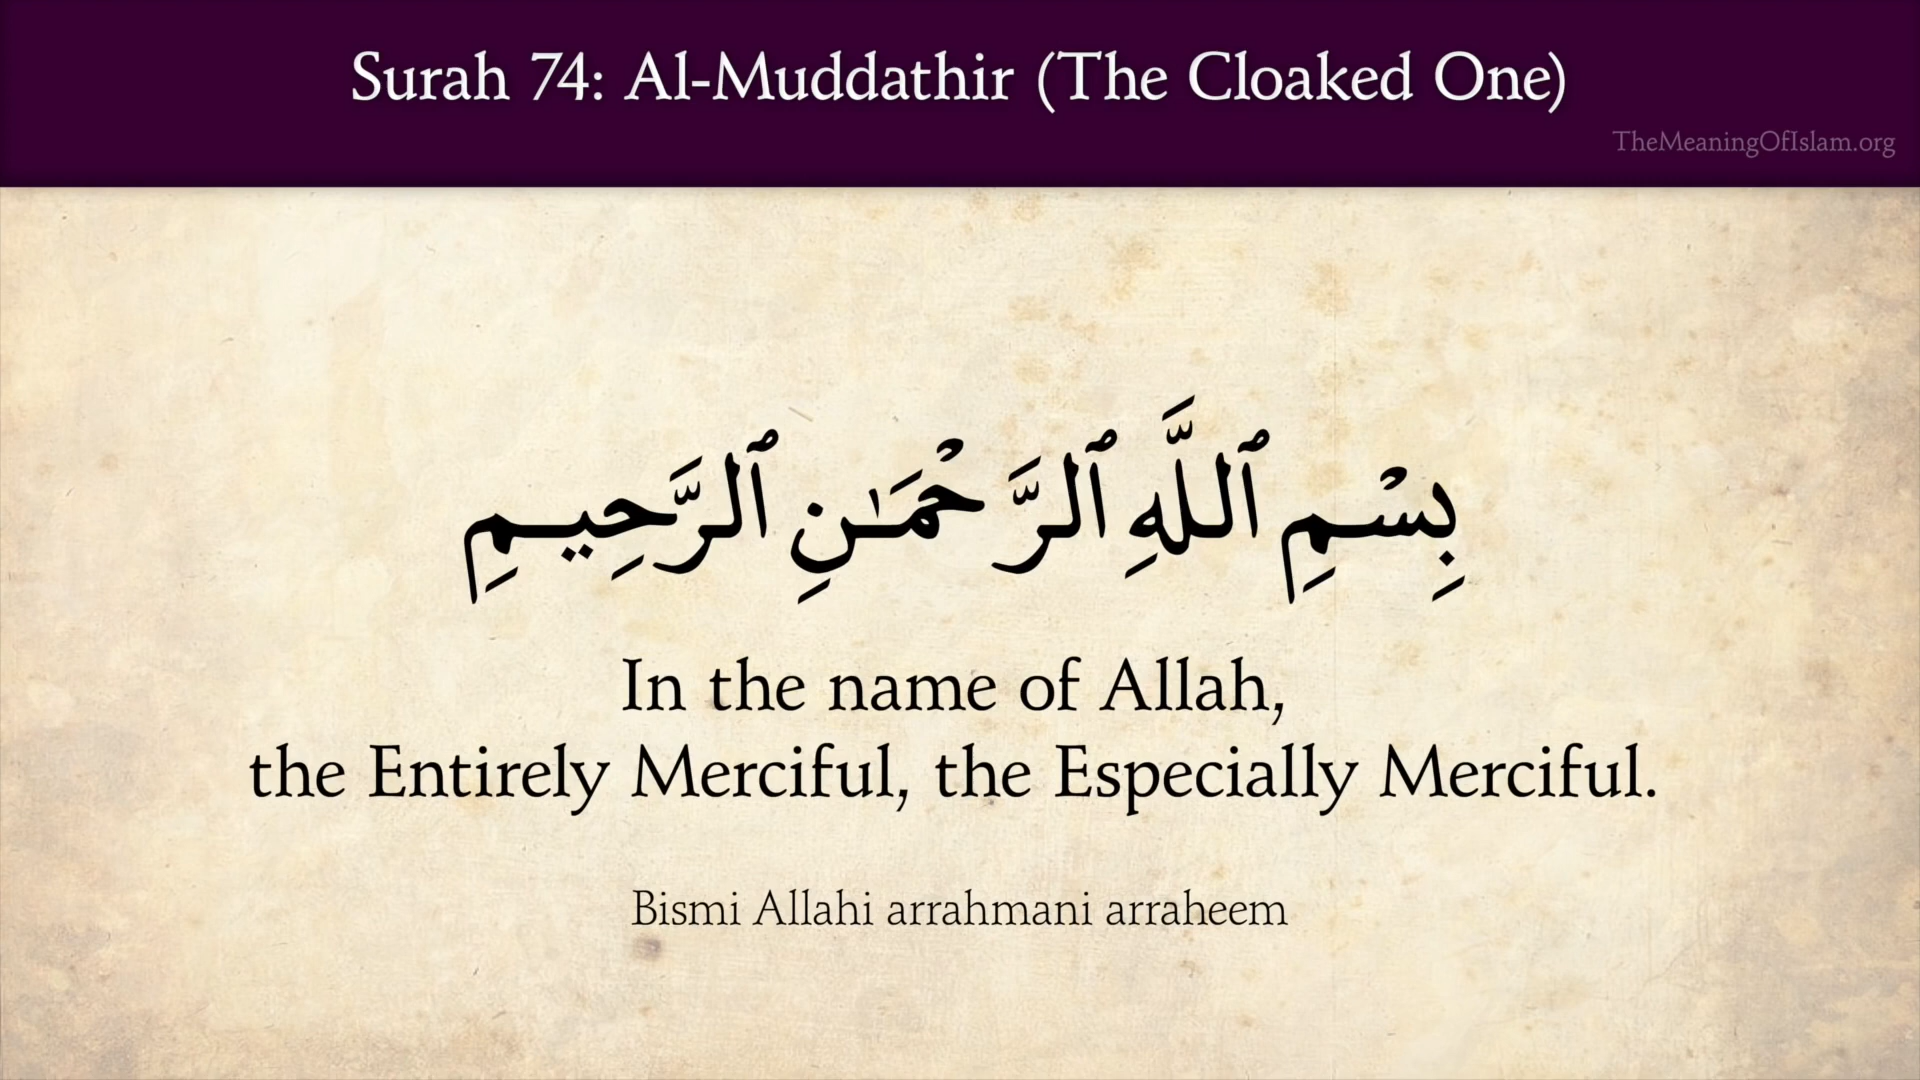 Surah 74: Al-Muddathir (The Cloaked One)
TheMeaningOfIslam.org
بِسْمِ ٱللَّهِ ٱلرَّحْمَـٰنِ ٱلرَّحِيـمِ
In the name of Allah,
the Entirely Merciful, the Especially Merciful.
Bismi Allahi arrahmani arraheem